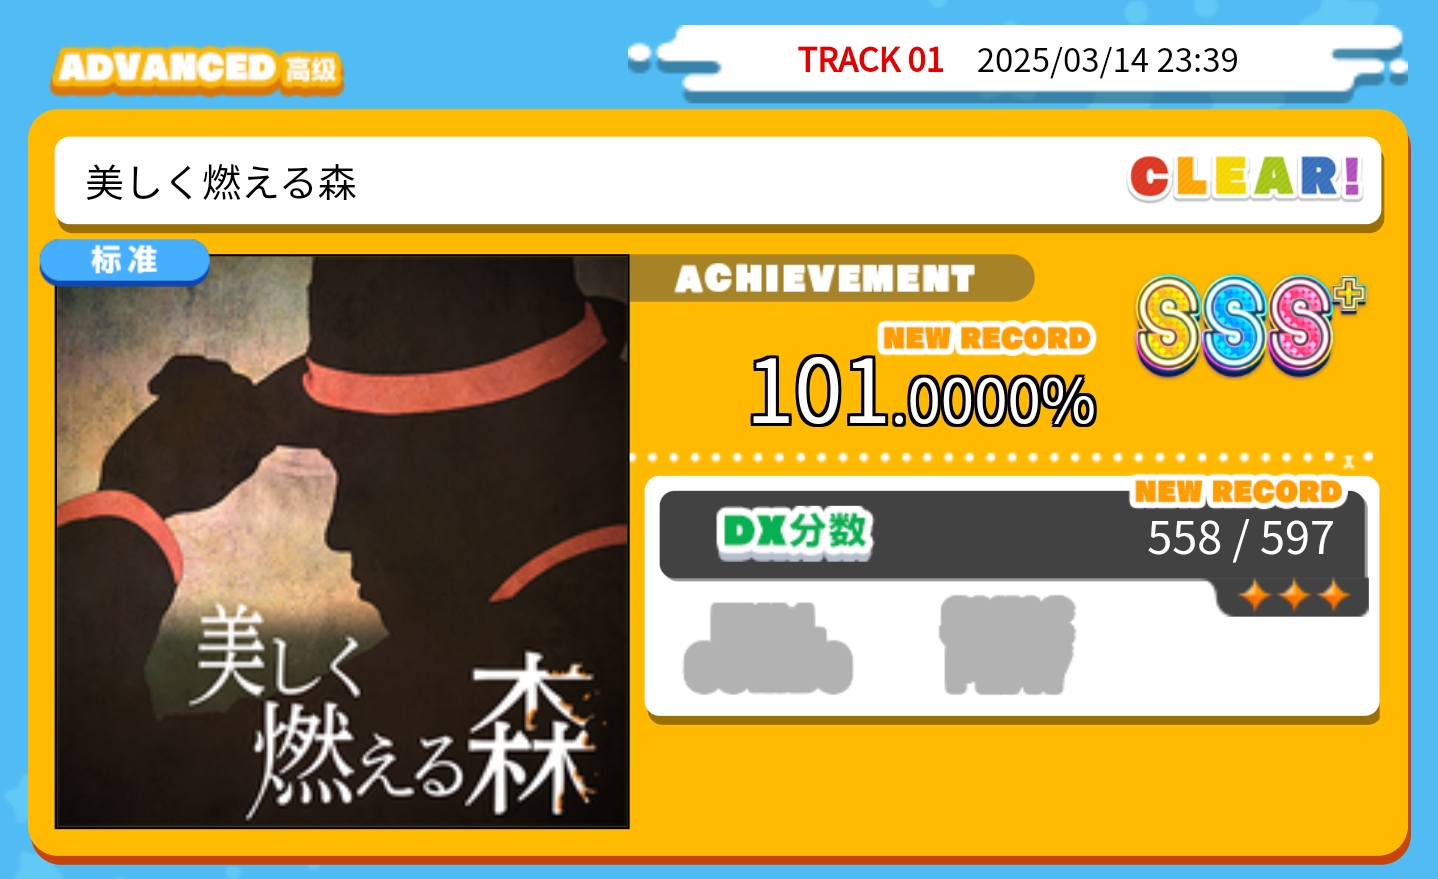 ADVANCED 高级
TRACK 01 2025/03/14 23:39
美しく燃える森
CLEAR!
标准
ACHIEVEMENT
SSS+
NEW RECORD
101.0000%
NEW RECORD
DX分数
558 / 597
美しく
燃える森